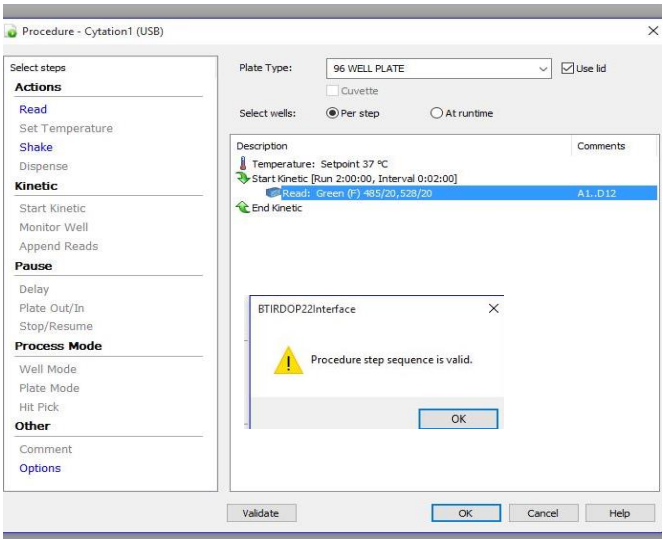 Procedure - Cytation1 (USB)
Select steps
Actions
Read
Set Temperature
Shake
Dispense
Kinetic
Start Kinetic
Monitor Well
Append Reads
Pause
Delay
Plate Out/In
Stop/Resume
Process Mode
Well Mode
Plate Mode
Hit Pick
Other
Comment
Options
Plate Type: 96 WELL PLATE Use lid
Cuvette
Select wells: Per step At runtime
Description Comments
Temperature: Setpoint 37 °C
Start Kinetic [Run 2:00:00, Interval 0:02:00]
Read: Green (F) 485/20,528/20 A1..D12
End Kinetic
BTIRDOP22Interface
Procedure step sequence is valid.
OK
Validate OK Cancel Help